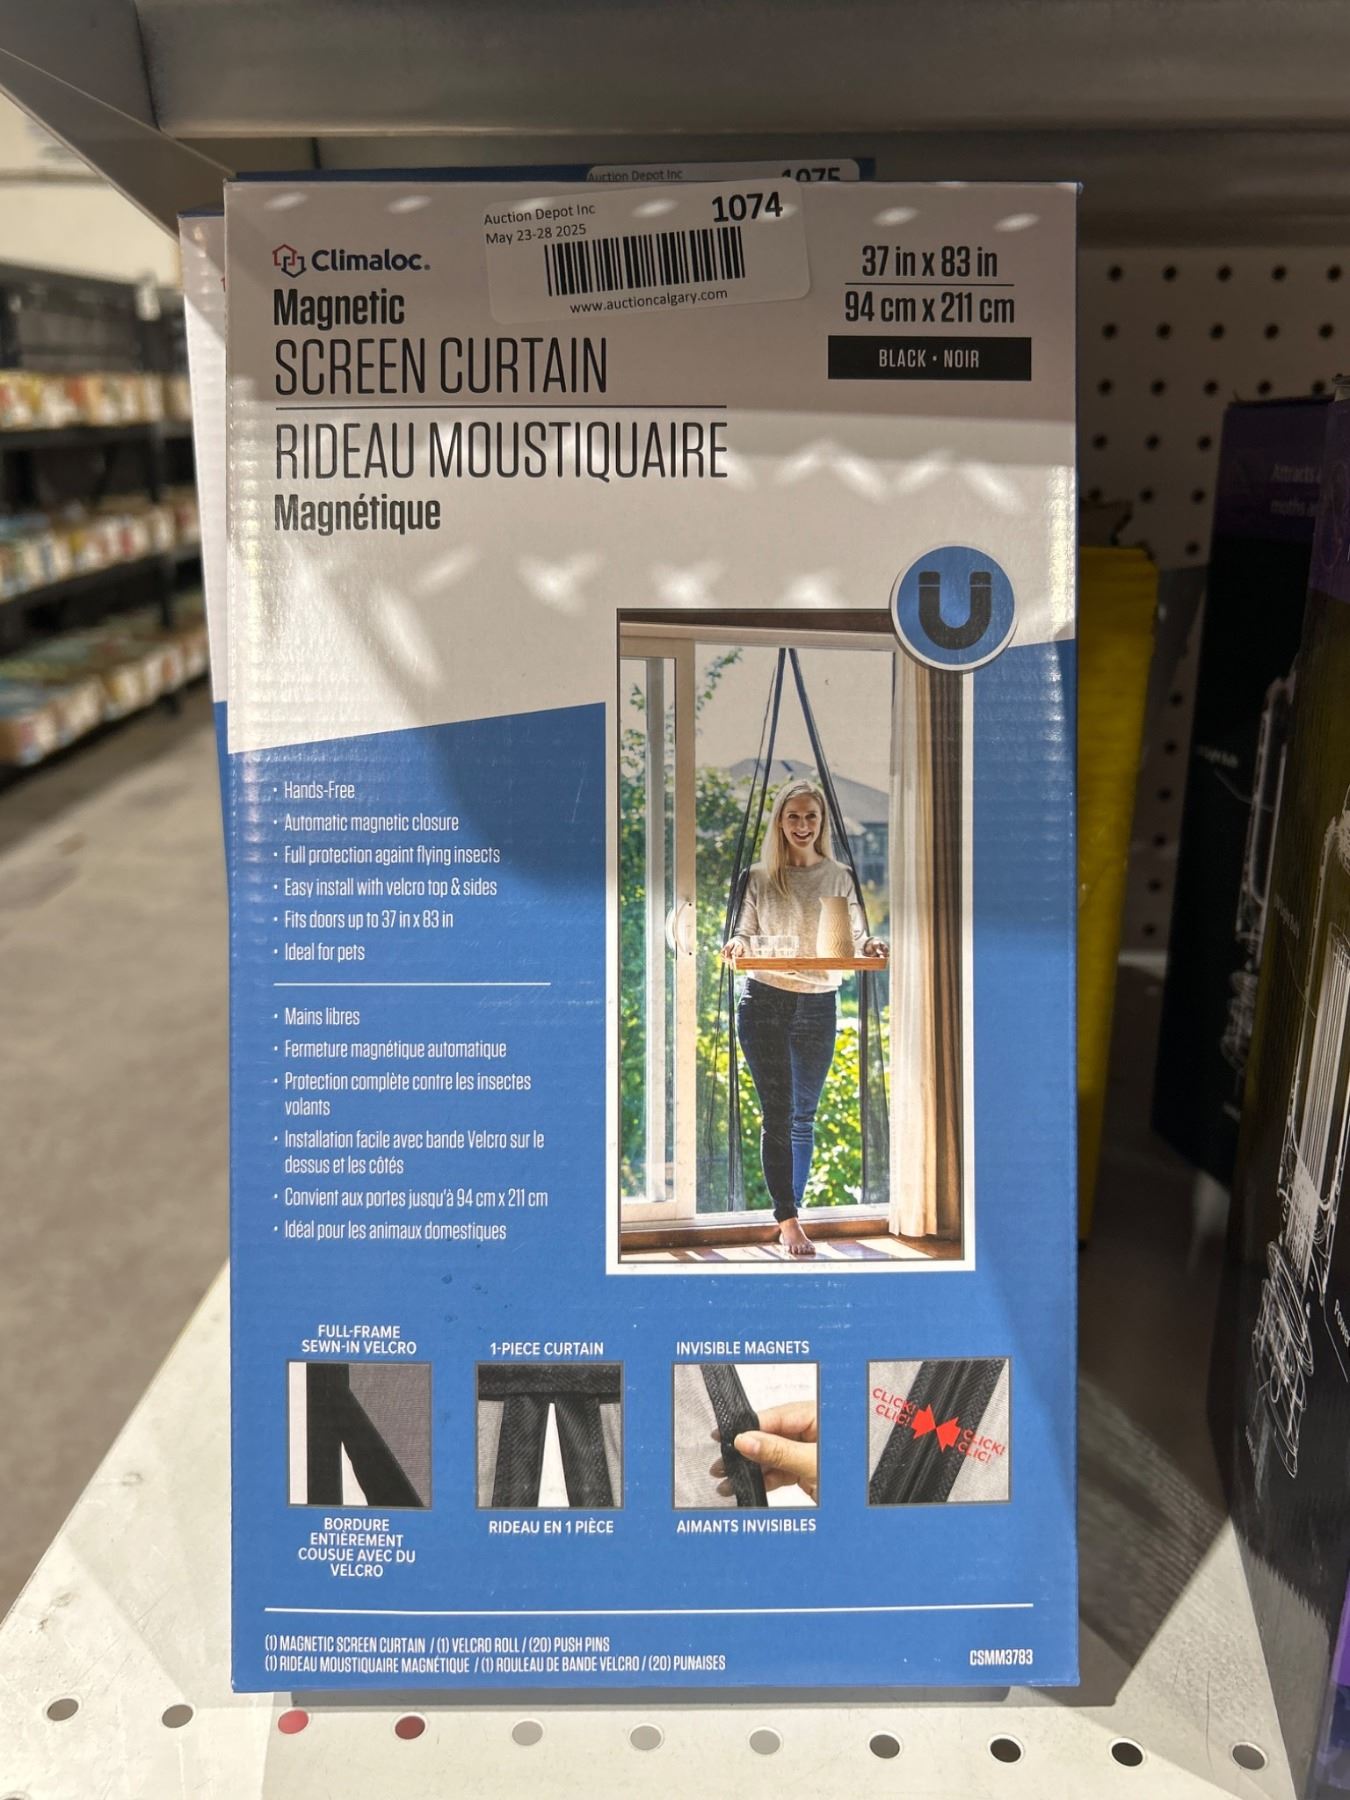 Auction Depot Inc
1075
Auction Depot Inc
1074
May 23-28 2025
www.auctioncalgary.com
Climaloc®
Magnetic
SCREEN CURTAIN
RIDEAU MOUSTIQUAIRE
Magnétique
37 in x 83 in
94 cm x 211 cm
BLACK • NOIR
• Hands-Free
• Automatic magnetic closure
• Full protection againt flying insects
• Easy install with velcro top & sides
• Fits doors up to 37 in x 83 in
• Ideal for pets
• Mains libres
• Fermeture magnétique automatique
• Protection complète contre les insectes
volants
• Installation facile avec bande Velcro sur le
dessus et les côtés
• Convient aux portes jusqu'à 94 cm x 211 cm
• Idéal pour les animaux domestiques
FULL-FRAME
SEWN-IN VELCRO
BORDURE
ENTIÈREMENT
COUSUE AVEC DU
VELCRO
1-PIECE CURTAIN
RIDEAU EN 1 PIÈCE
INVISIBLE MAGNETS
AIMANTS INVISIBLES
CLICK!
CLIC!
CLICK!
CLIC!
(1) MAGNETIC SCREEN CURTAIN / (1) VELCRO ROLL / (20) PUSH PINS
(1) RIDEAU MOUSTIQUAIRE MAGNÉTIQUE / (1) ROULEAU DE BANDE VELCRO / (20) PUNAISES
CSMM3783
Attracts
moths